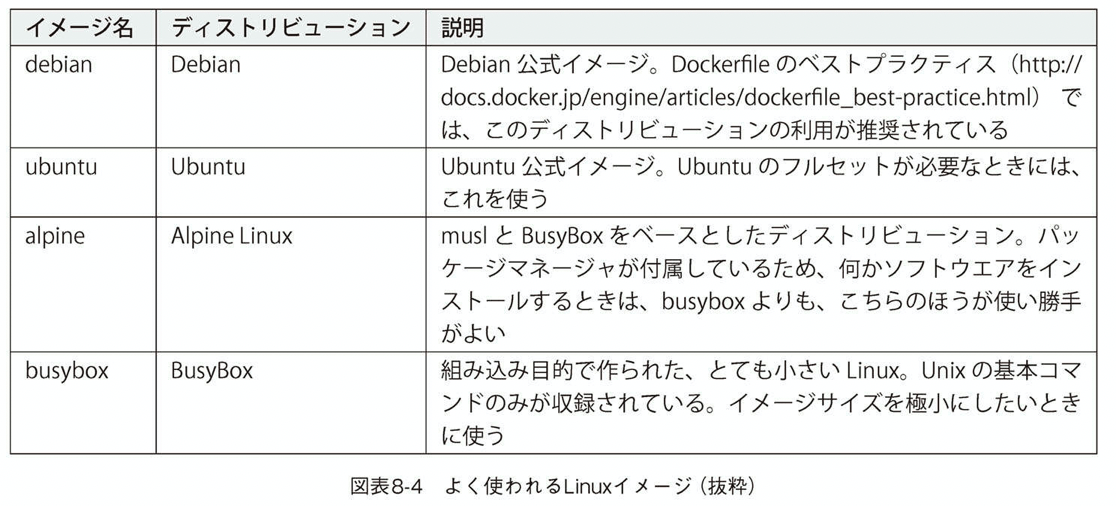 イメージ名 ディストリビューション 説明
debian Debian Debian 公式イメージ。Dockerfile のベストプラクティス（http://
docs.docker.jp/engine/articles/dockerfile_best-practice.html） で
は、このディストリビューションの利用が推奨されている
ubuntu Ubuntu Ubuntu 公式イメージ。Ubuntu のフルセットが必要なときには、
これを使う
alpine Alpine Linux musl と BusyBox をベースとしたディストリビューション。パッ
ケージマネージャが付属しているため、何かソフトウエアをイン
ストールするときは、busybox よりも、こちらのほうが使い勝手
がよい
busybox BusyBox 組み込み目的で作られた、とても小さい Linux。Unix の基本コマ
ンドのみが収録されている。イメージサイズを極小にしたいとき
に使う
図表8-4 よく使われるLinuxイメージ（抜粋）